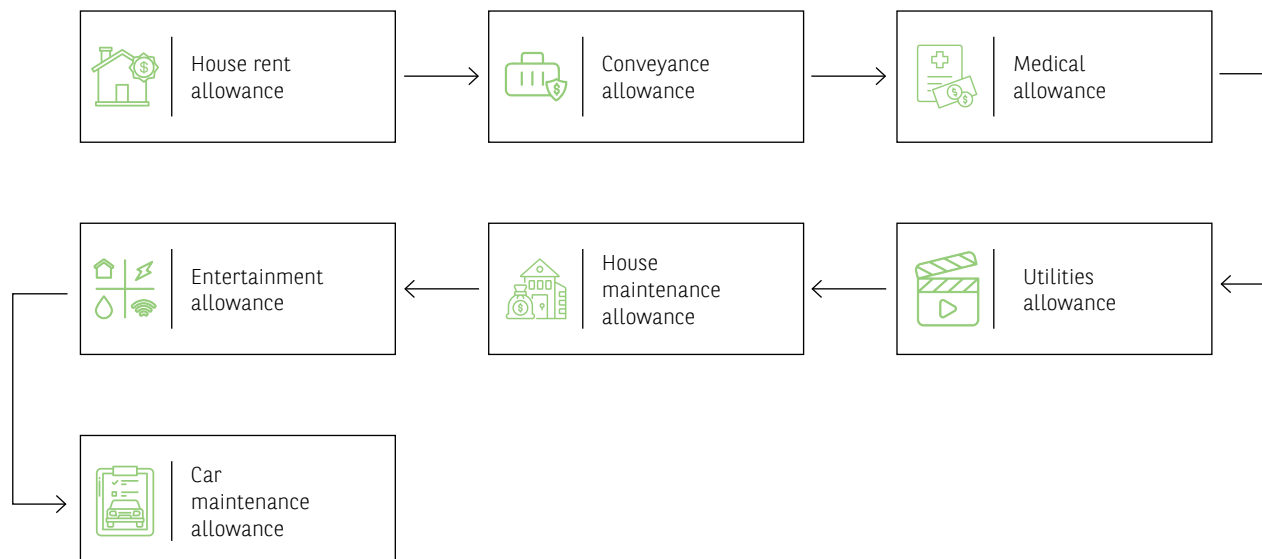 House rent
allowance
Conveyance
allowance
Medical
allowance
Utilities
allowance
House
maintenance
allowance
Entertainment
allowance
Car
maintenance
allowance